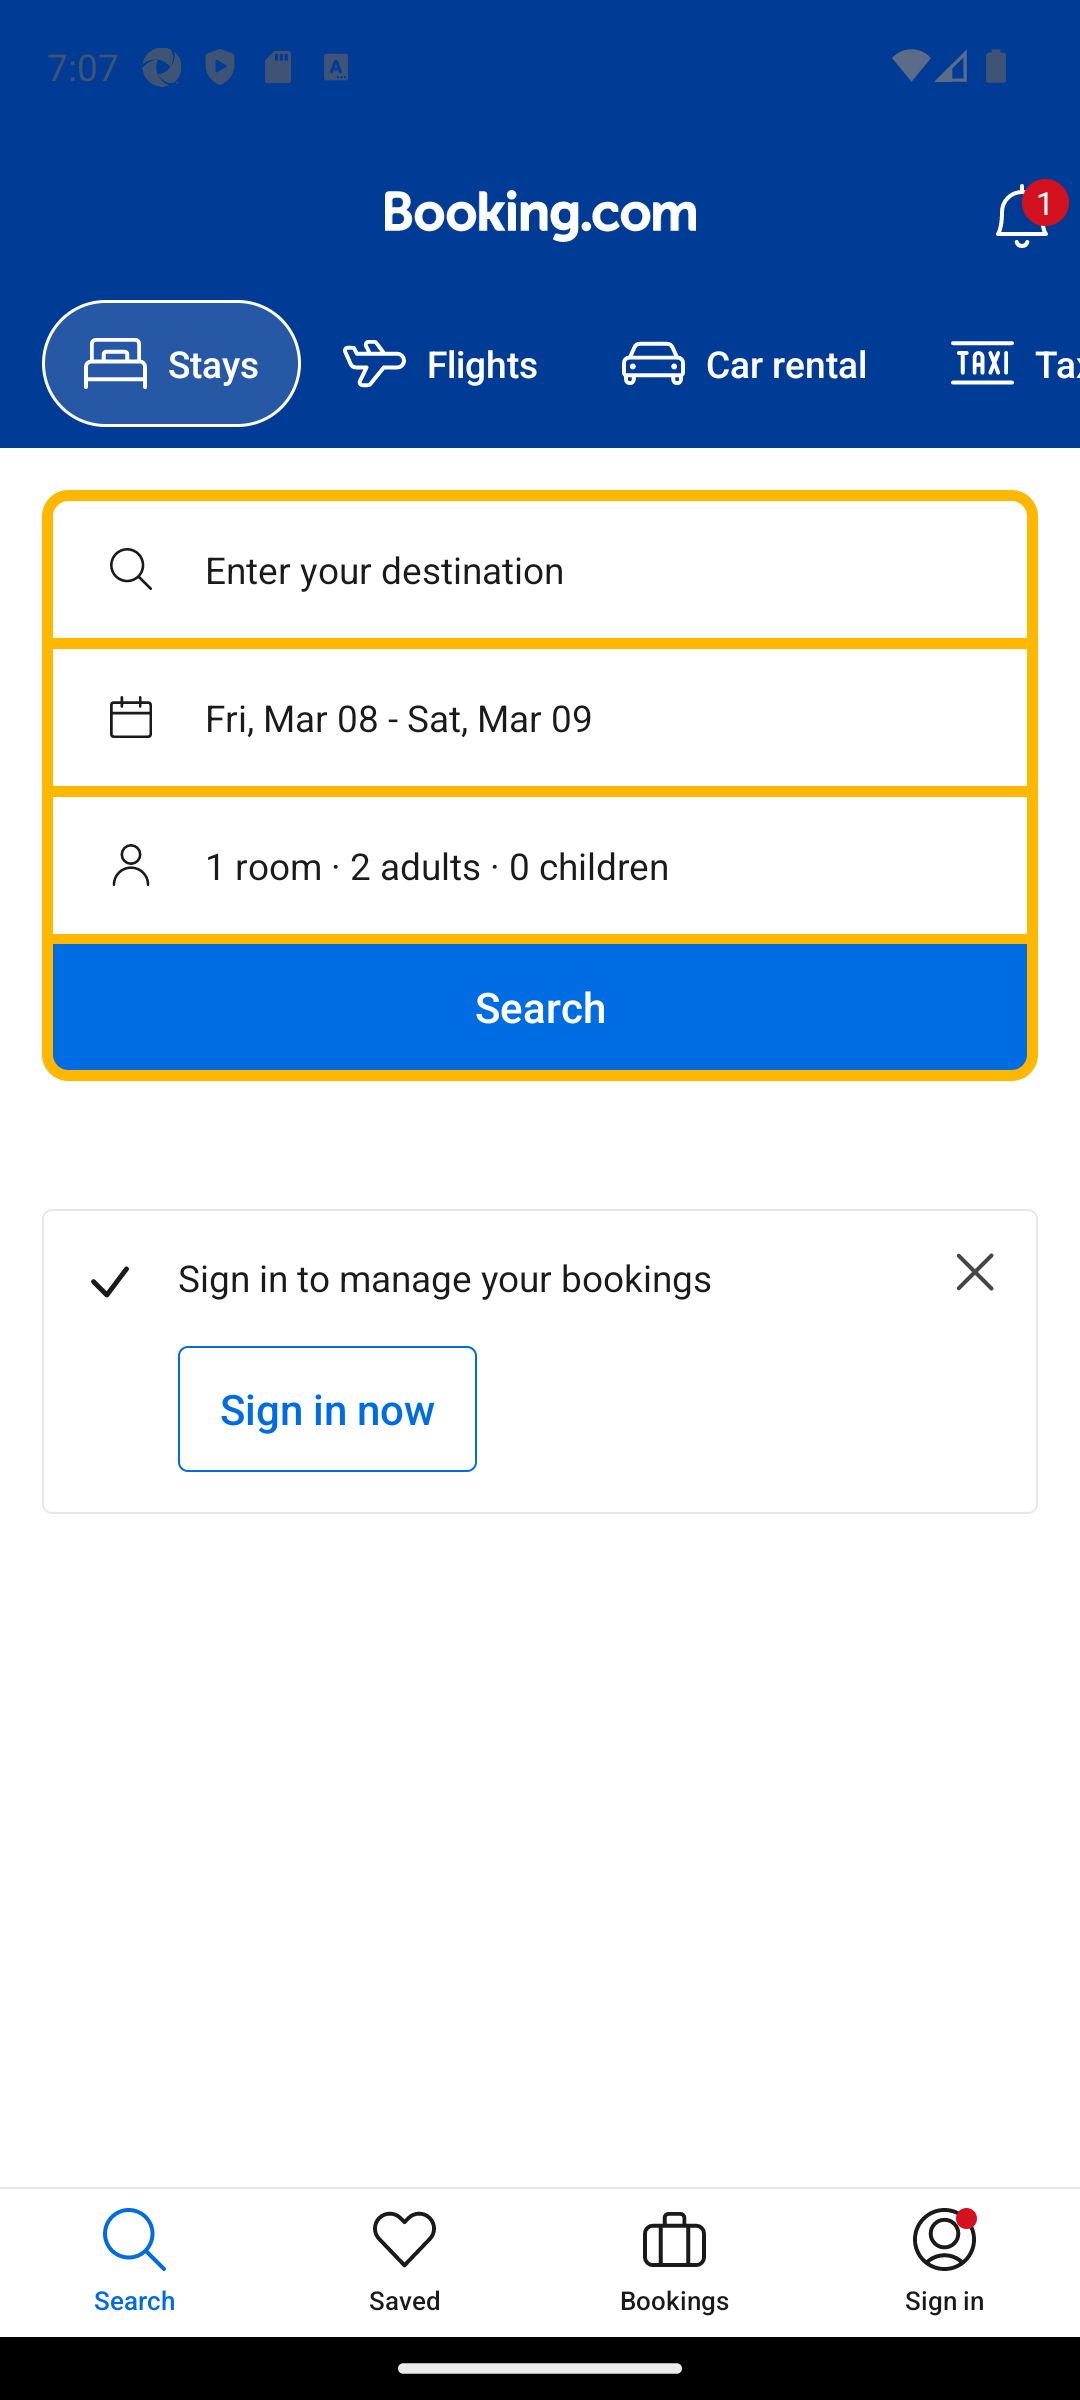 7:07
Booking.com
1
Stays
Flights
Car rental
TAXI
Enter your destination
Fri, Mar 08 - Sat, Mar 09
1 room · 2 adults · 0 children
Search
Sign in to manage your bookings
Sign in now
Search
Saved
Bookings
Sign in